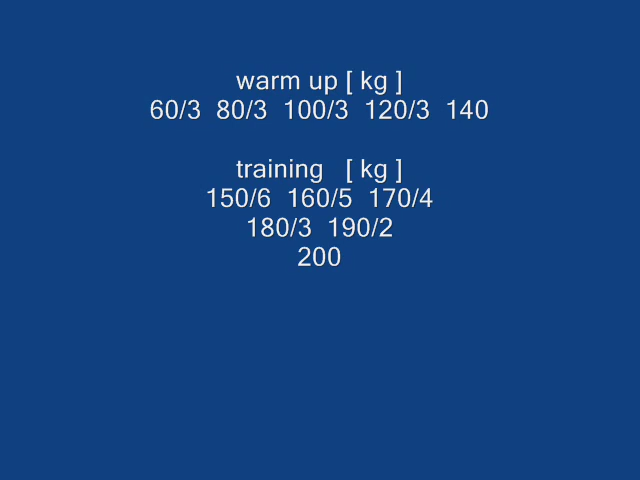 warm up [ kg ]
60/3 80/3 100/3 120/3 140
training [ kg ]
150/6 160/5 170/4
180/3 190/2
200